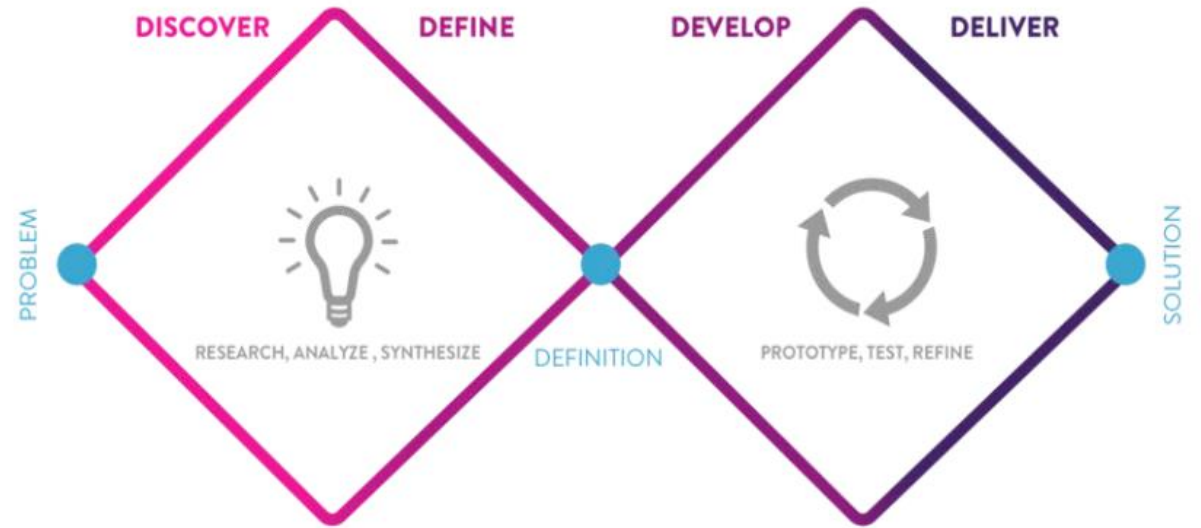 DISCOVER
DEFINE
DEVELOP
DELIVER
PROBLEM
SOLUTION
RESEARCH, ANALYZE , SYNTHESIZE
DEFINITION
PROTOTYPE, TEST, REFINE